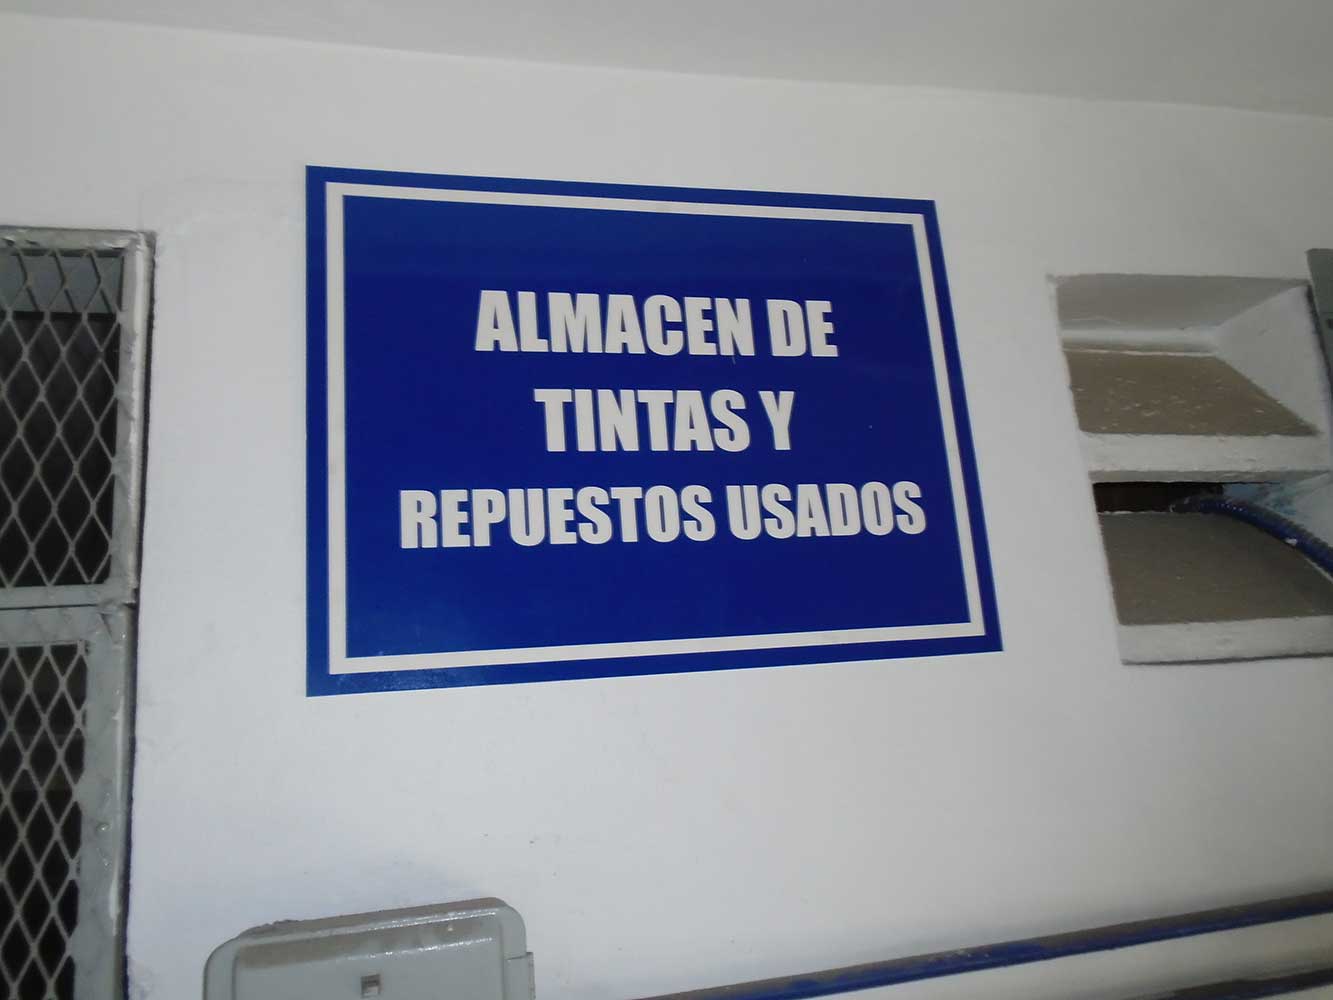 ALMACEN DE
TINTAS Y
REPUESTOS USADOS